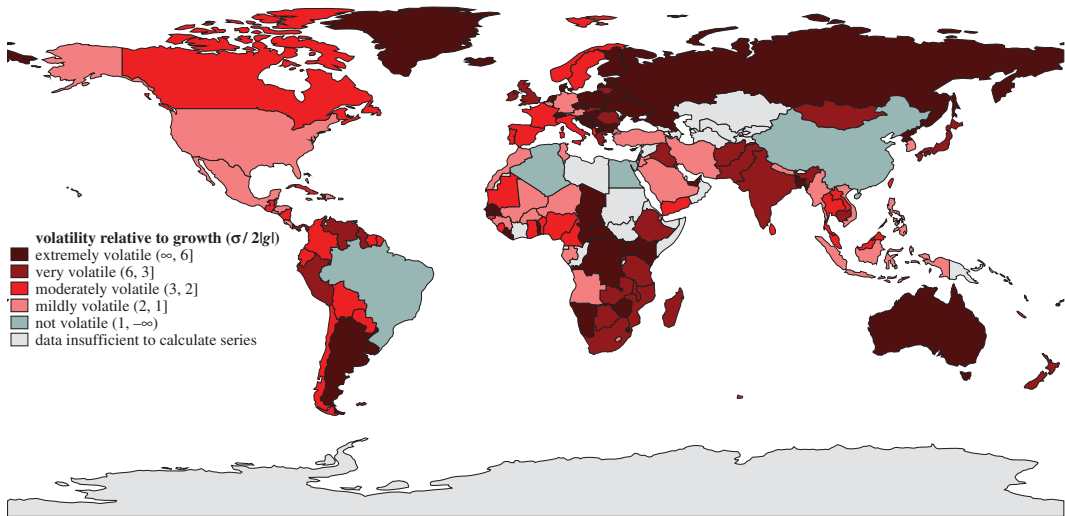 volatility relative to growth (σ/ 2|g|)
extremely volatile (∞, 6]
very volatile (6, 3]
moderately volatile (3, 2]
mildly volatile (2, 1]
not volatile (1, –∞)
data insufficient to calculate series